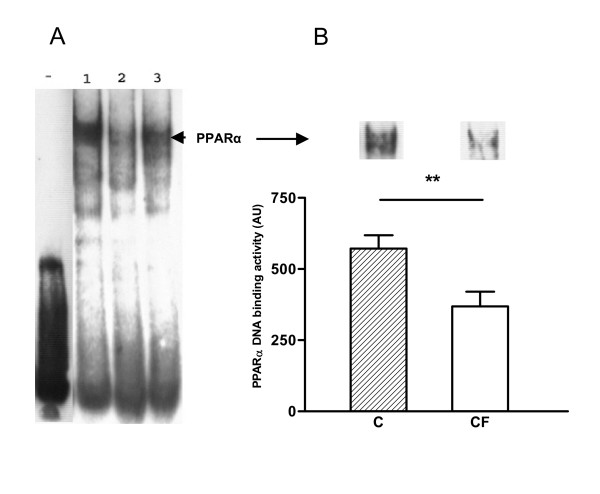 A
B
- 1 2 3
PPARα
**
PPARα DNA binding activity (AU)
750
500
250
0
C
CF